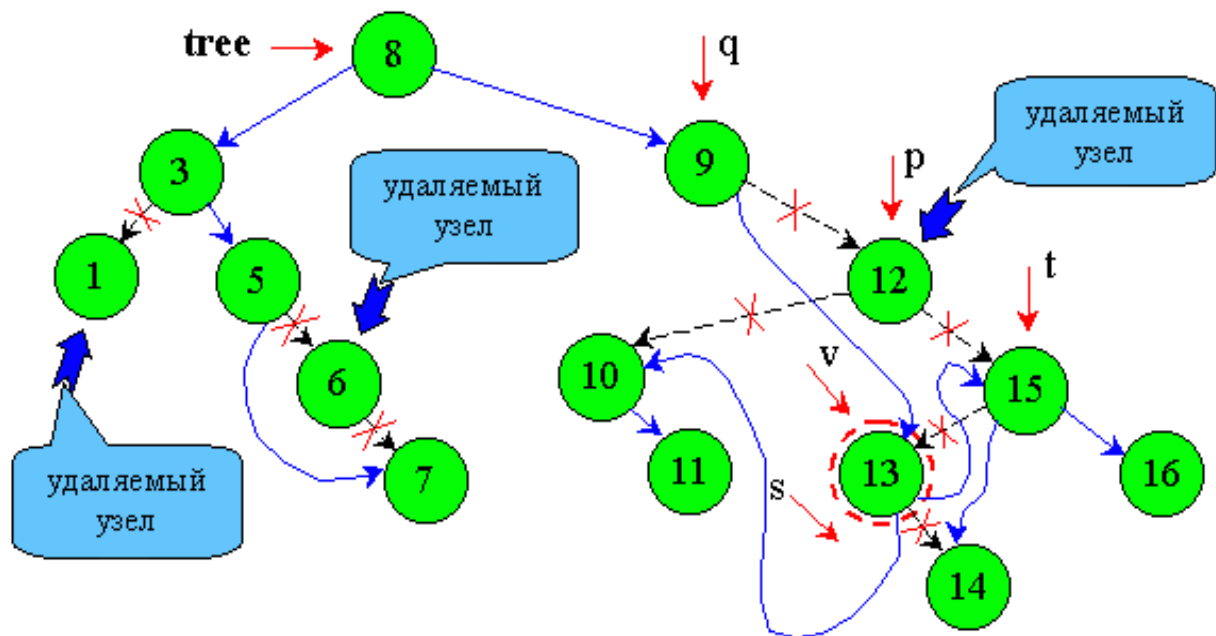 tree
8
q
удаляемый
узел
3
9
p
удаляемый
узел
1
5
12
t
6
10
v
15
7
11
13
16
s
удаляемый
узел
14